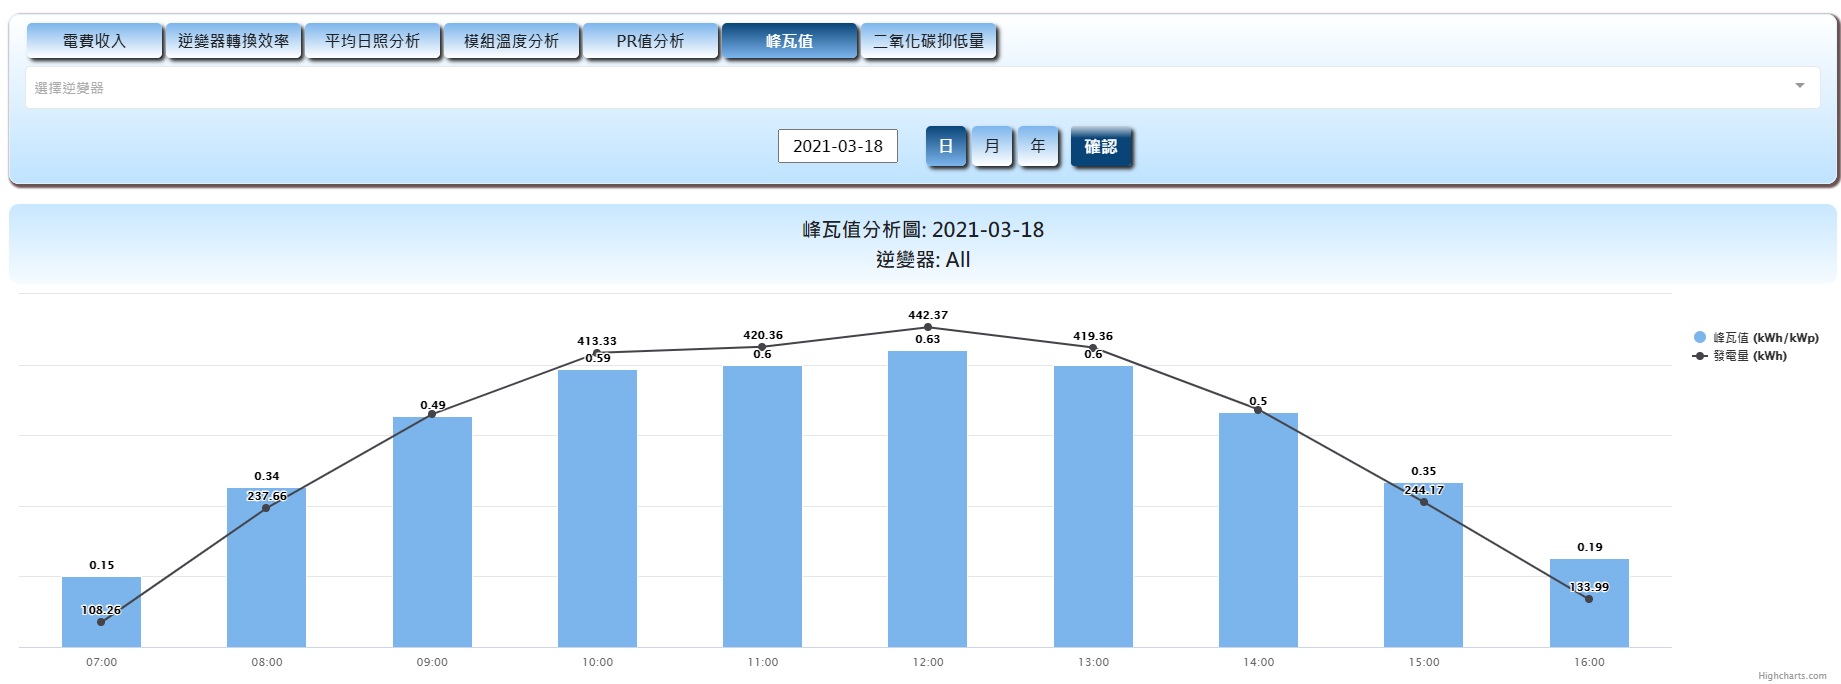 電費收入 逆變器轉換效率 平均日照分析 模組溫度分析 PR值分析 峰瓦值 二氧化碳抑低量
選擇逆變器
2021-03-18 日 月 年 確認
峰瓦值分析圖: 2021-03-18
逆變器: All
峰瓦值 (kWh/kWp)
發電量 (kWh)
0.15
108.26
0.34
237.66
0.49
413.33
0.59
420.36
0.6
442.37
0.63
419.36
0.6
0.5
0.35
244.17
0.19
133.99
07:00 08:00 09:00 10:00 11:00 12:00 13:00 14:00 15:00 16:00
Highcharts.com